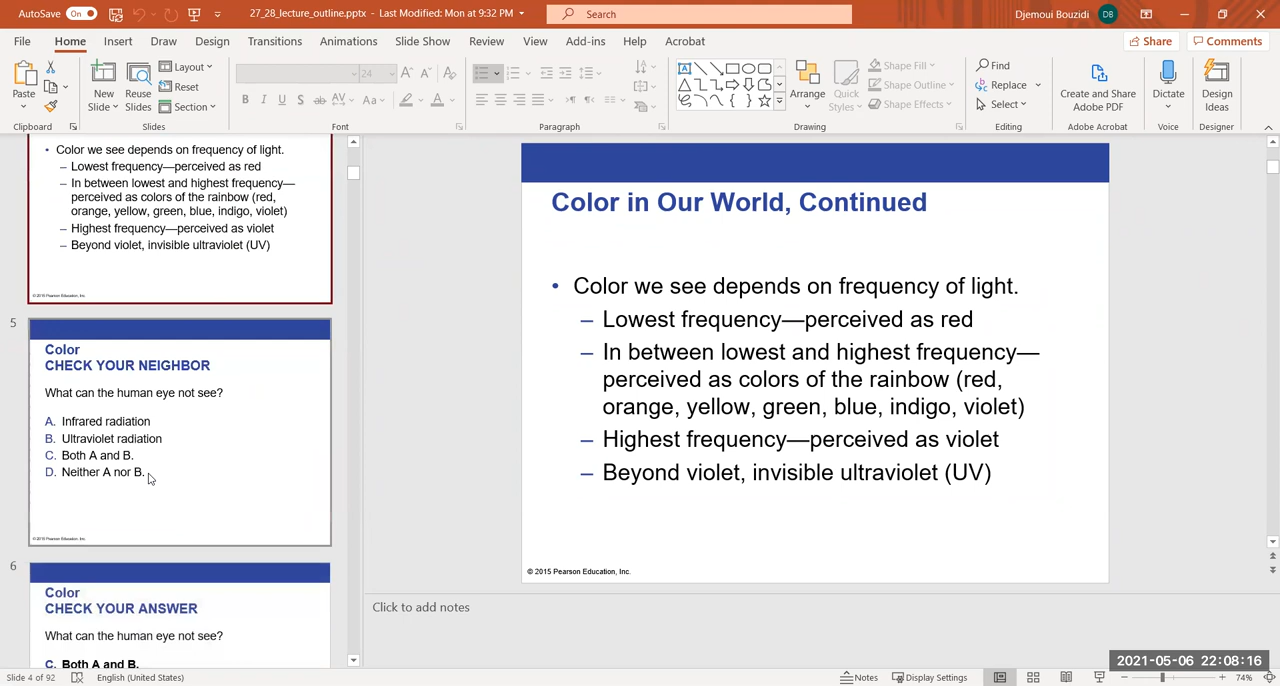 AutoSave On 27_28_lecture_outline.pptx - Last Modified: Mon at 9:32 PM Search Djemoui Bouzidi DB
File Home Insert Draw Design Transitions Animations Slide Show Review View Add-ins Help Acrobat Share Comments
Paste
Clipboard
New Slide
Reuse Slides
Layout
Reset
Section
Slides
24
Font
Paragraph
Arrange
Quick Styles
Shape Fill
Shape Outline
Shape Effects
Drawing
Find
Replace
Select
Editing
Create and Share Adobe PDF
Adobe Acrobat
Dictate
Voice
Design Ideas
Designer
• Color we see depends on frequency of light.
– Lowest frequency—perceived as red
– In between lowest and highest frequency—
perceived as colors of the rainbow (red,
orange, yellow, green, blue, indigo, violet)
– Highest frequency—perceived as violet
– Beyond violet, invisible ultraviolet (UV)
© 2015 Pearson Education, Inc.
5
Color
CHECK YOUR NEIGHBOR
What can the human eye not see?
A. Infrared radiation
B. Ultraviolet radiation
C. Both A and B.
D. Neither A nor B.
© 2015 Pearson Education, Inc.
6
Color
CHECK YOUR ANSWER
What can the human eye not see?
C. Both A and B.
Color in Our World, Continued
• Color we see depends on frequency of light.
– Lowest frequency—perceived as red
– In between lowest and highest frequency—
perceived as colors of the rainbow (red,
orange, yellow, green, blue, indigo, violet)
– Highest frequency—perceived as violet
– Beyond violet, invisible ultraviolet (UV)
© 2015 Pearson Education, Inc.
Click to add notes
2021-05-06 22:08:16
Slide 4 of 92 English (United States) Notes Display Settings 74%